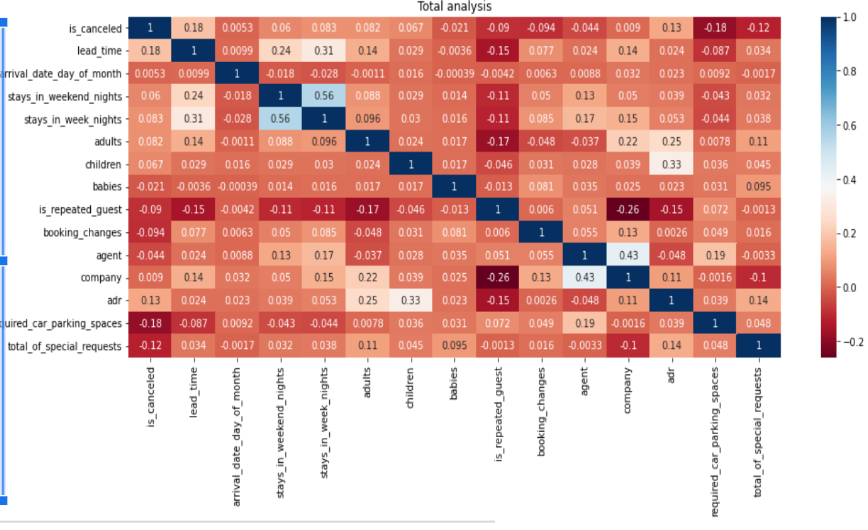 Total analysis
is_canceled 1 0.18 0.0053 0.06 0.083 0.082 0.067 -0.021 -0.09 -0.094 -0.044 0.009 0.13 -0.18 -0.12
lead_time 0.18 1 0.0099 0.24 0.31 0.14 0.029 -0.0036 -0.15 0.077 0.024 0.14 0.024 -0.087 0.034
arrival_date_day_of_month 0.0053 0.0099 1 -0.018 -0.028 -0.0011 0.016 -0.00039 -0.0042 0.0063 0.0088 0.032 0.023 0.0092 -0.0017
stays_in_weekend_nights 0.06 0.24 -0.018 1 0.56 0.088 0.029 0.014 -0.11 0.05 0.13 0.05 0.039 -0.043 0.032
stays_in_week_nights 0.083 0.31 -0.028 0.56 1 0.096 0.03 0.016 -0.11 0.085 0.17 0.15 0.053 -0.044 0.038
adults 0.082 0.14 -0.0011 0.088 0.096 1 0.024 0.017 -0.17 -0.048 -0.037 0.22 0.25 0.0078 0.11
children 0.067 0.029 0.016 0.029 0.03 0.024 1 0.017 -0.046 0.031 0.028 0.039 0.33 0.036 0.045
babies -0.021 -0.0036 -0.00039 0.014 0.016 0.017 0.017 1 -0.013 0.081 0.035 0.025 0.023 0.031 0.095
is_repeated_guest -0.09 -0.15 -0.0042 -0.11 -0.11 -0.17 -0.046 -0.013 1 0.006 0.051 -0.26 -0.15 0.072 -0.0013
booking_changes -0.094 0.077 0.0063 0.05 0.085 -0.048 0.031 0.081 0.006 1 0.055 0.13 0.0026 0.049 0.016
agent -0.044 0.024 0.0088 0.13 0.17 -0.037 0.028 0.035 0.051 0.055 1 0.43 -0.048 0.19 -0.0033
company 0.009 0.14 0.032 0.05 0.15 0.22 0.039 0.025 -0.26 0.13 0.43 1 0.11 -0.0016 -0.1
adr 0.13 0.024 0.023 0.039 0.053 0.25 0.33 0.023 -0.15 0.0026 -0.048 0.11 1 0.039 0.14
quired_car_parking_spaces -0.18 -0.087 0.0092 -0.043 -0.044 0.0078 0.036 0.031 0.072 0.049 0.19 -0.0016 0.039 1 0.048
total_of_special_requests -0.12 0.034 -0.0017 0.032 0.038 0.11 0.045 0.095 -0.0013 0.016 -0.0033 -0.1 0.14 0.048 1
is_canceled
lead_time
arrival_date_day_of_month
stays_in_weekend_nights
stays_in_week_nights
adults
children
babies
is_repeated_guest
booking_changes
agent
company
adr
required_car_parking_spaces
total_of_special_requests
1.0
0.8
0.6
0.4
0.2
0.0
-0.2